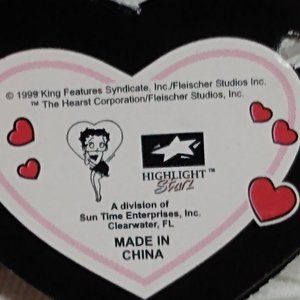 © 1999 King Features Syndicate, Inc./Fleischer Studios Inc.
™ The Hearst Corporation/Fleischer Studios, Inc.
HIGHLIGHT™
Starz
A division of
Sun Time Enterprises, Inc.
Clearwater, FL
MADE IN
CHINA